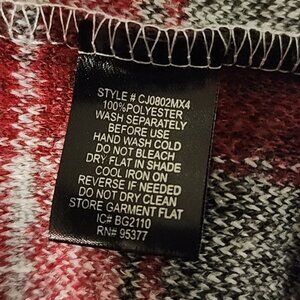 STYLE # CJ0802MX4
100%POLYESTER
WASH SEPARATELY
BEFORE USE
HAND WASH COLD
DO NOT BLEACH
DRY FLAT IN SHADE
COOL IRON ON
REVERSE IF NEEDED
DO NOT DRY CLEAN
STORE GARMENT FLAT
IC# BG2110
RN# 95377